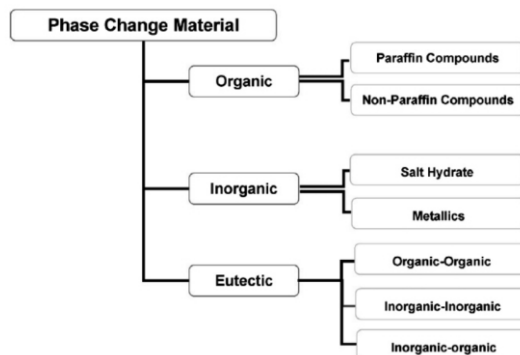 Phase Change Material
Organic
Paraffin Compounds
Non-Paraffin Compounds
Inorganic
Salt Hydrate
Metallics
Eutectic
Organic-Organic
Inorganic-Inorganic
Inorganic-organic